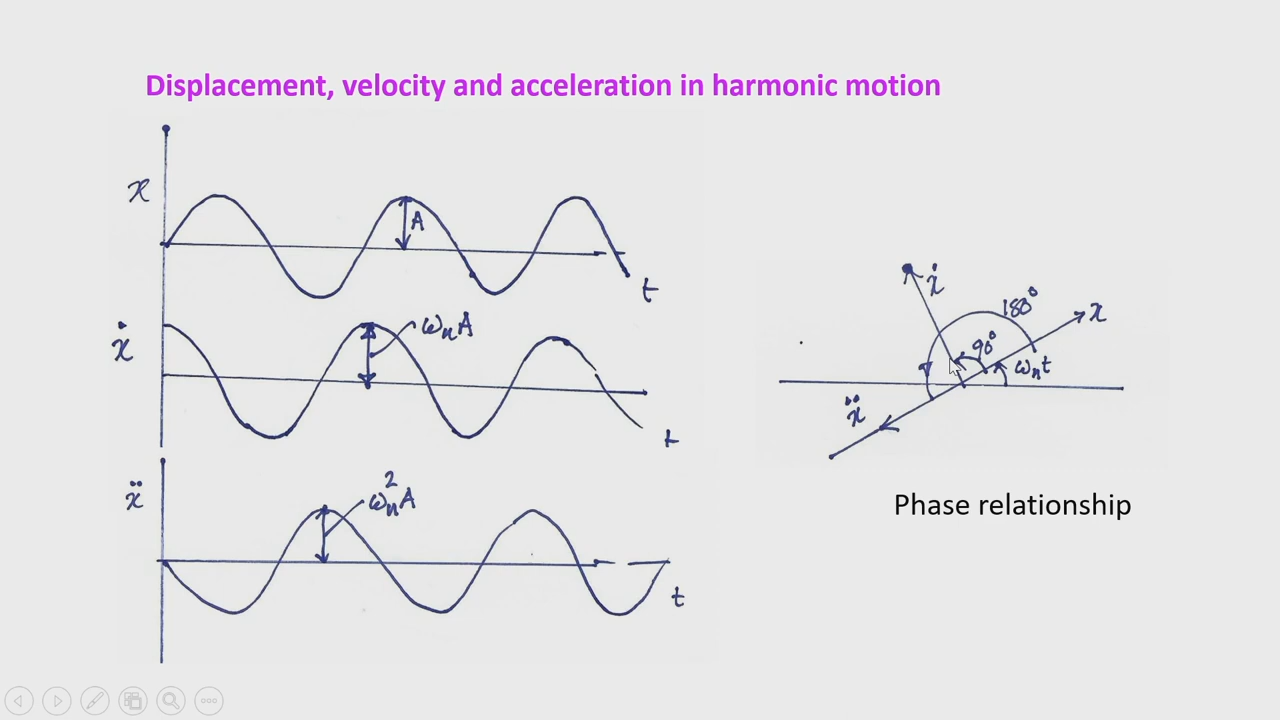 Displacement, velocity and acceleration in harmonic motion
x
A
t
ẋ
ωₙA
t
ẍ
ωₙ²A
t
ẋ
180°
x
90°
ωₙt
ẍ
Phase relationship